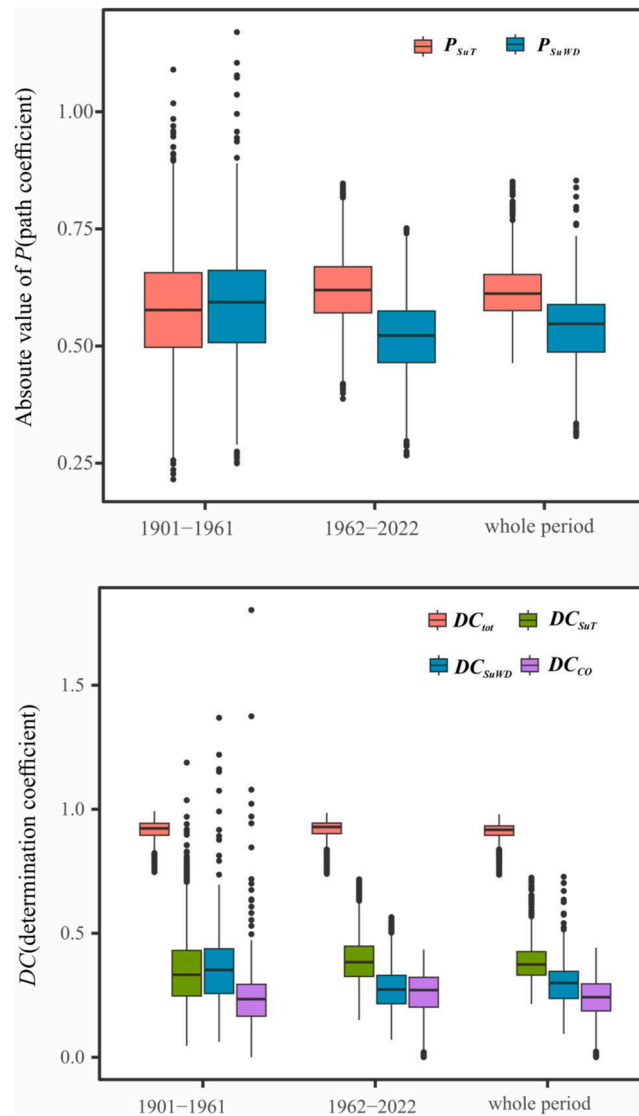 P_SuT P_SuWD
1.00
0.75
0.50
0.25
Absoute value of P(path coefficient)
1901−1961 1962−2022 whole period
DC_tot DC_SuT
DC_SuWD DC_CO
1.5
1.0
0.5
0.0
DC(determination coefficient)
1901−1961 1962−2022 whole period